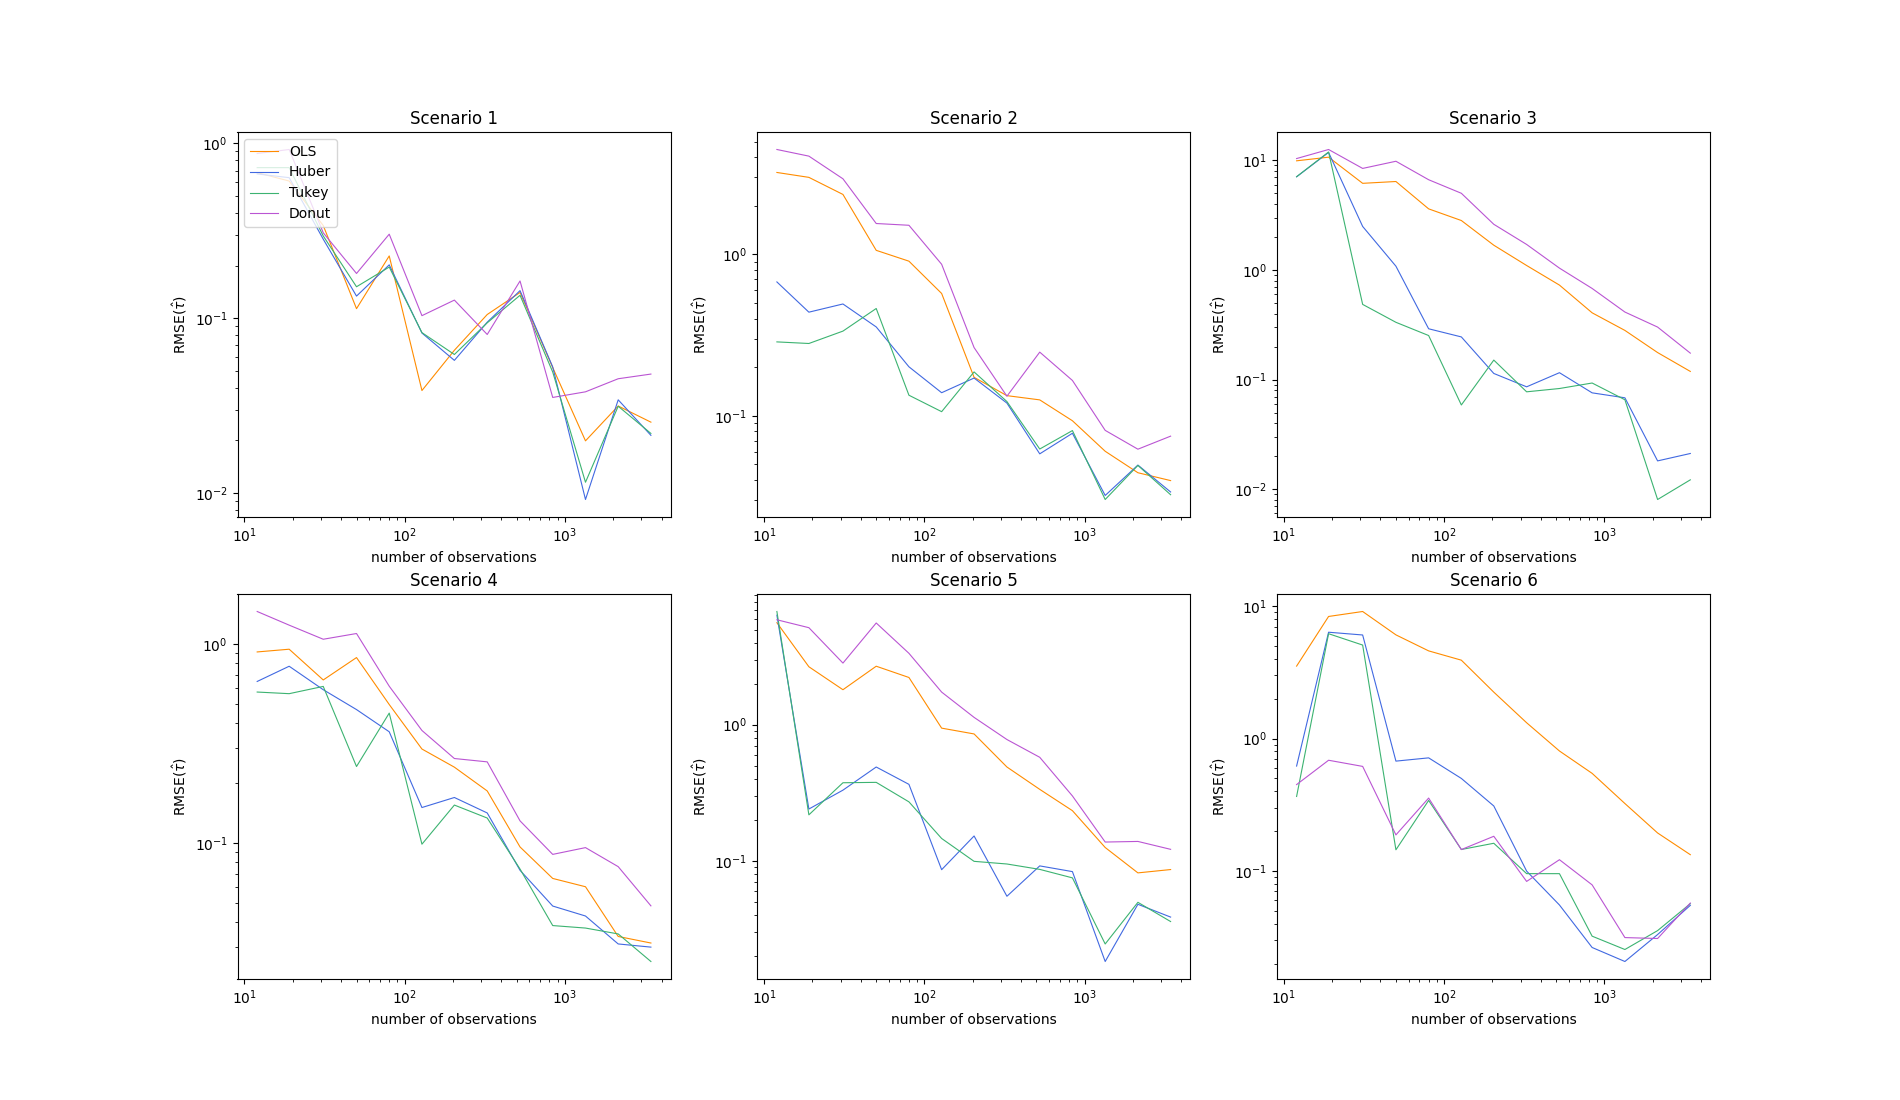 Scenario 1
10⁰
10⁻¹
10⁻²
RMSE(τ̂)
OLS
Huber
Tukey
Donut
10¹
10²
10³
number of observations
Scenario 2
10⁰
10⁻¹
RMSE(τ̂)
10¹
10²
10³
number of observations
Scenario 3
10¹
10⁰
10⁻¹
10⁻²
RMSE(τ̂)
10¹
10²
10³
number of observations
Scenario 4
10⁰
10⁻¹
RMSE(τ̂)
10¹
10²
10³
number of observations
Scenario 5
10⁰
10⁻¹
RMSE(τ̂)
10¹
10²
10³
number of observations
Scenario 6
10¹
10⁰
10⁻¹
RMSE(τ̂)
10¹
10²
10³
number of observations